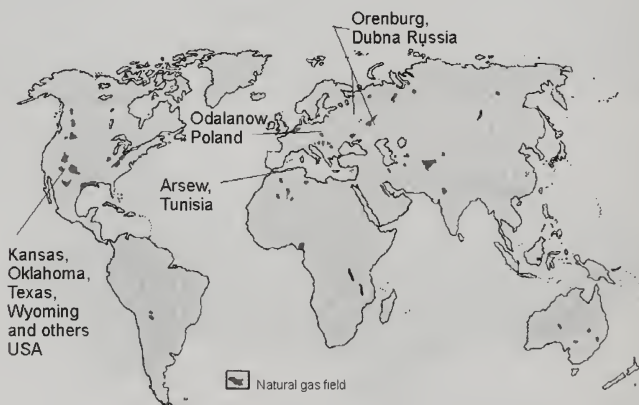 Orenburg,
Dubna Russia
Odalanow,
Poland
Arsew,
Tunisia
Kansas,
Oklahoma,
Texas,
Wyoming
and others
USA
Natural gas field